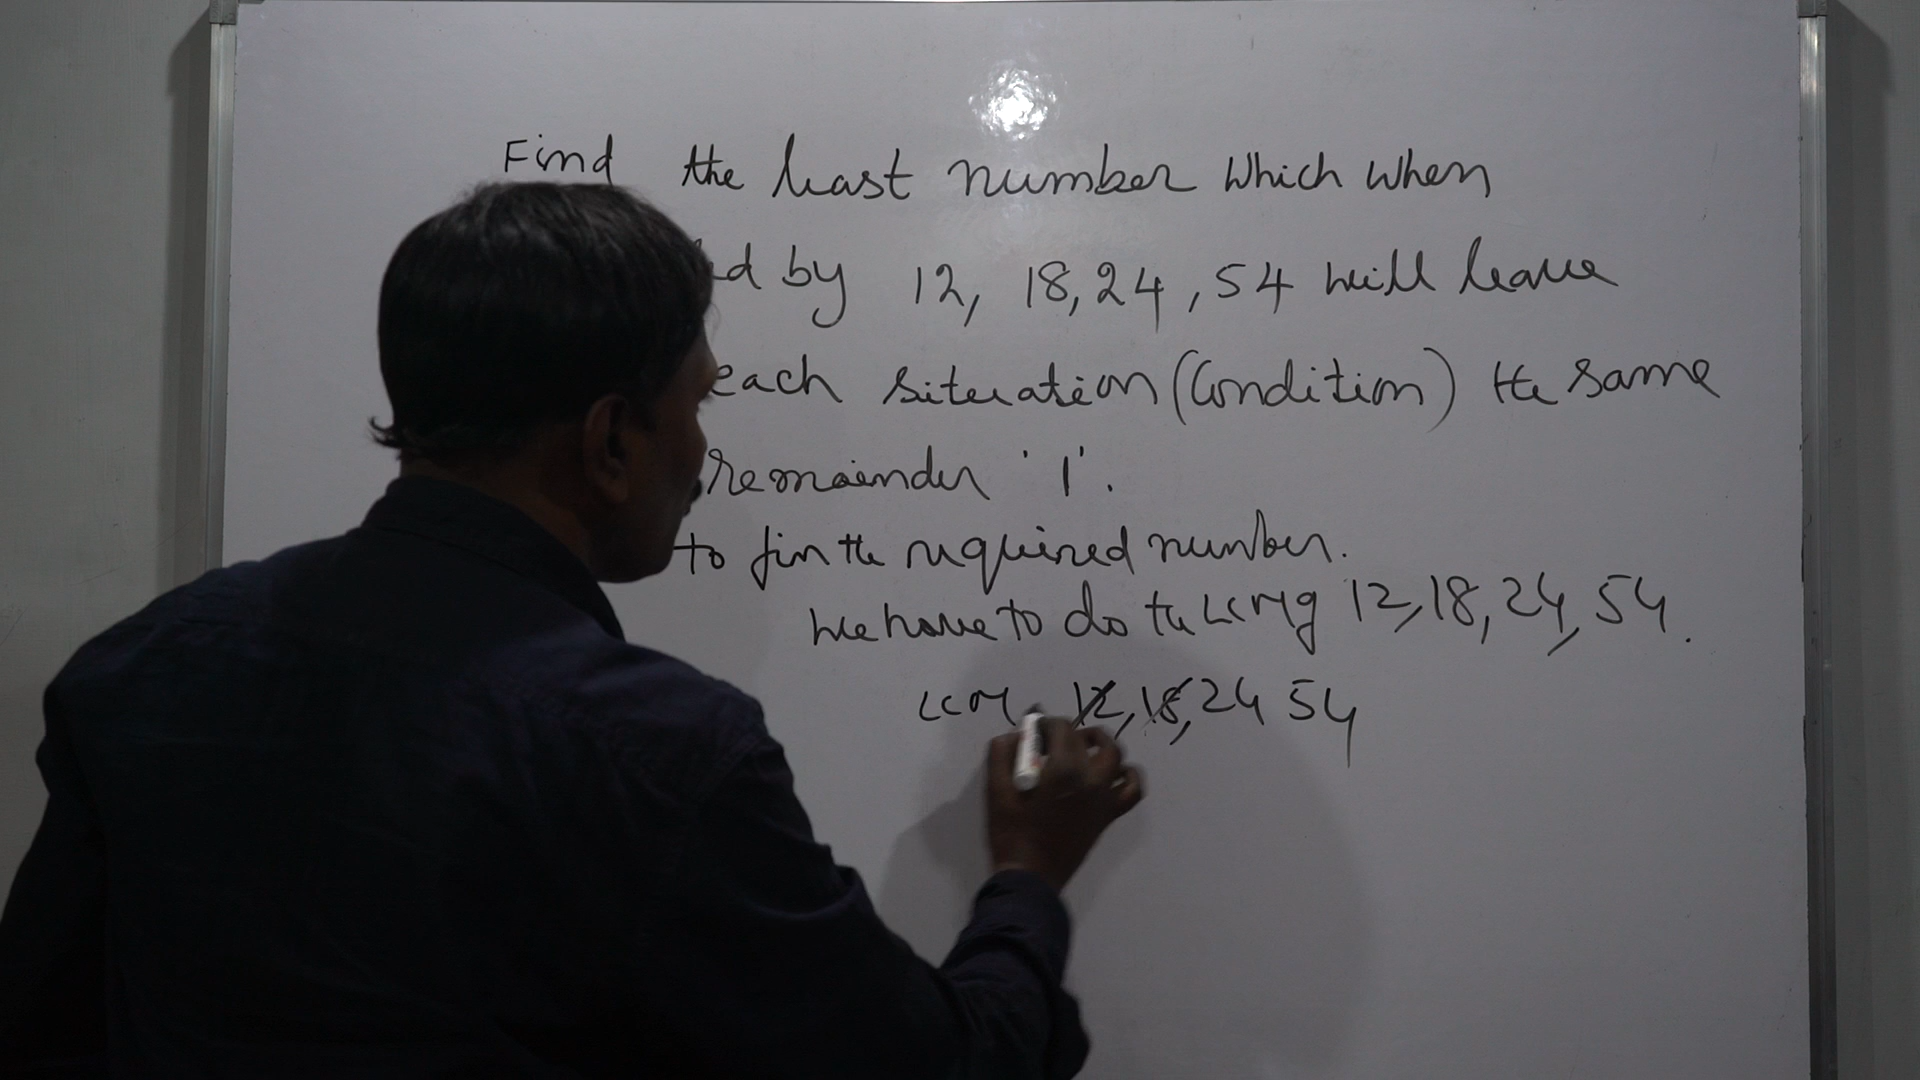 Find the least number which when
by 12, 18, 24, 54 will leave
each situation (Condition) the same
remainder '1'.
to fin the required number.
we have to do the LCM of 12, 18, 24, 54.
LCM 12, 18, 24 54